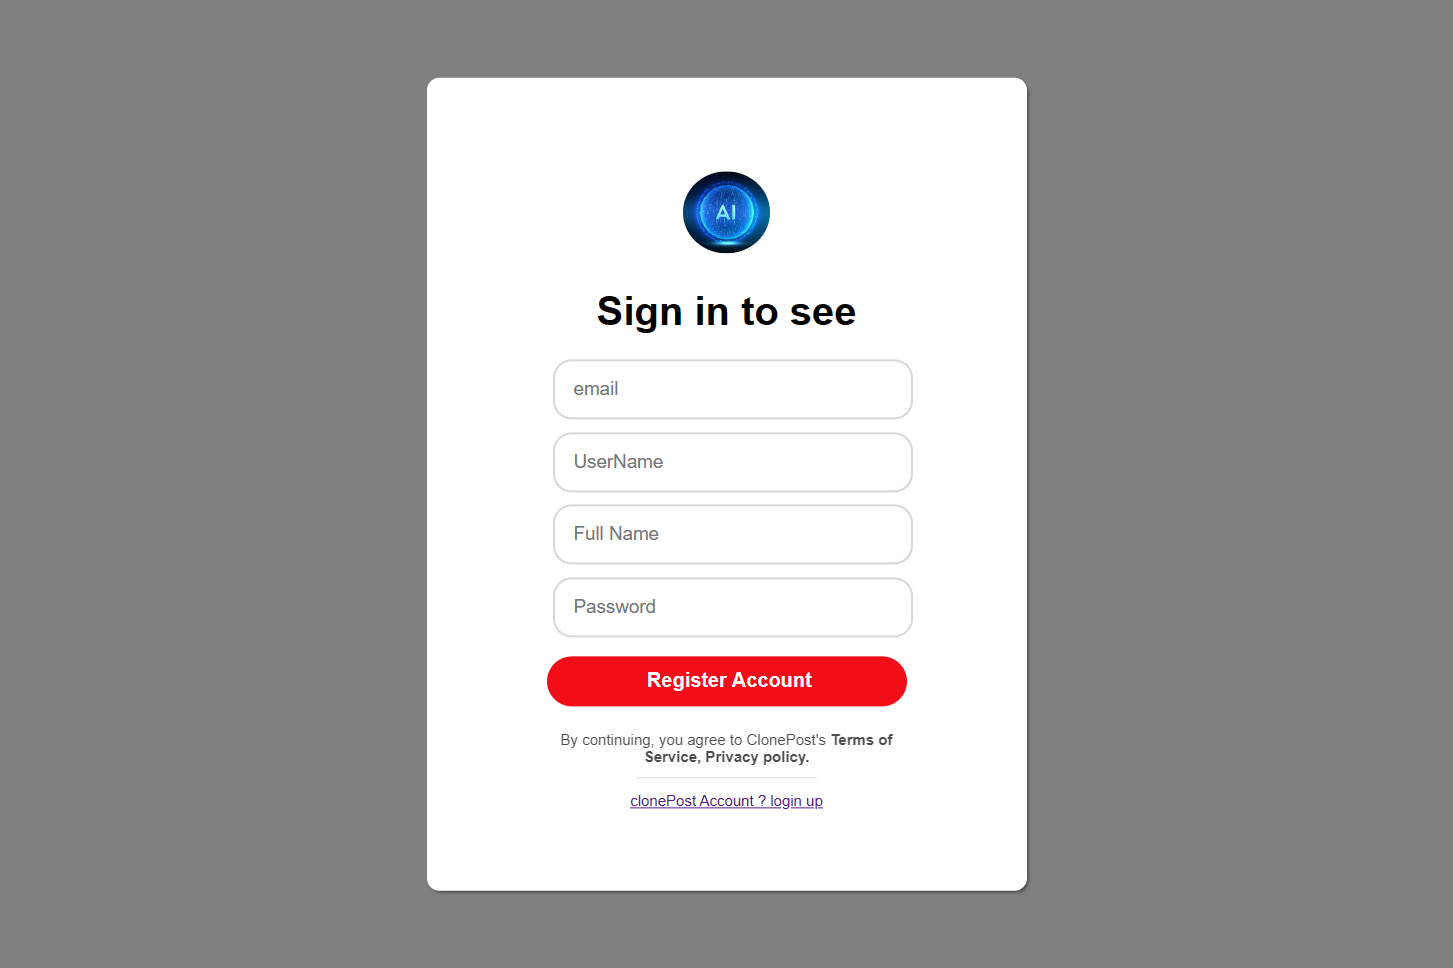 AI
Sign in to see
email
UserName
Full Name
Password
Register Account
By continuing, you agree to ClonePost's Terms of
Service, Privacy policy.
clonePost Account ? login up